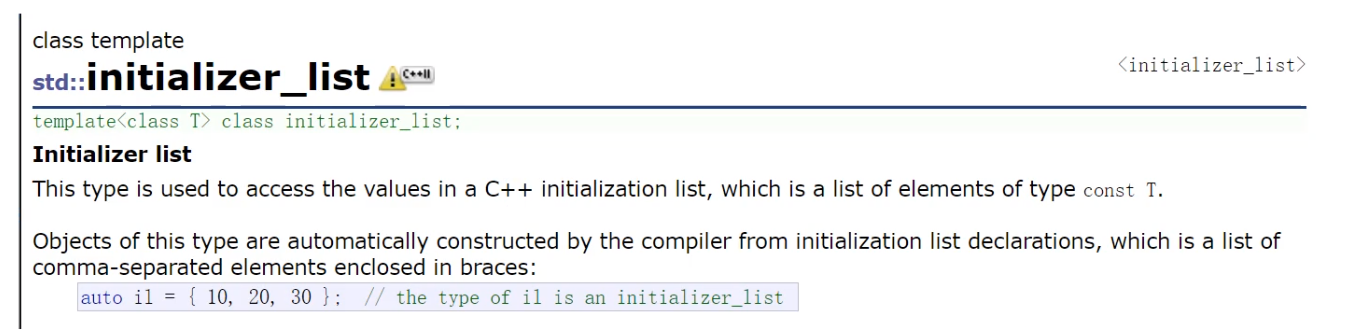 class template
std::initializer_list C++11
<initializer_list>
template<class T> class initializer_list;
Initializer list
This type is used to access the values in a C++ initialization list, which is a list of elements of type const T.
Objects of this type are automatically constructed by the compiler from initialization list declarations, which is a list of
comma-separated elements enclosed in braces:
auto il = { 10, 20, 30 };  // the type of il is an initializer_list